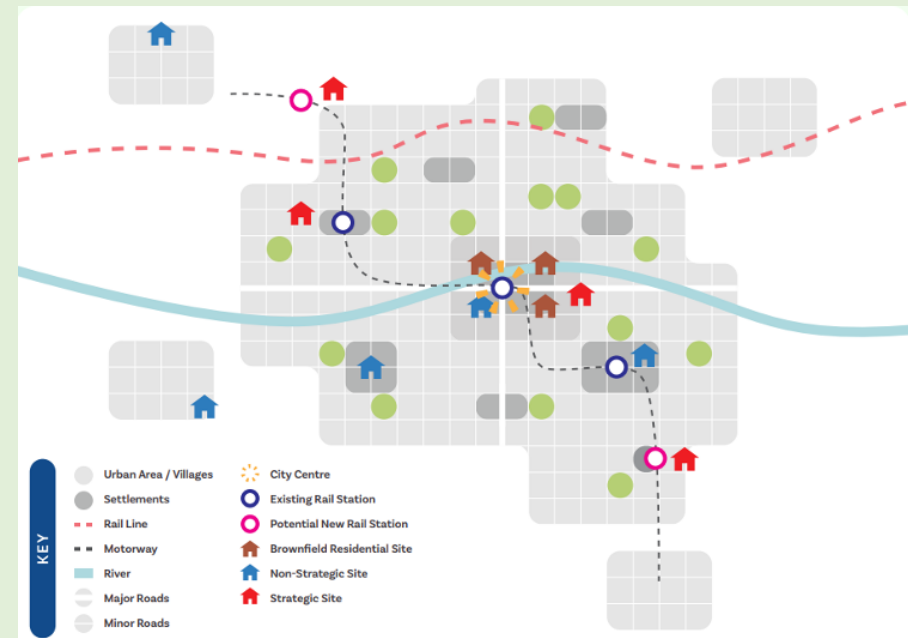 KEY
Urban Area / Villages
Settlements
Rail Line
Motorway
River
Major Roads
Minor Roads
City Centre
Existing Rail Station
Potential New Rail Station
Brownfield Residential Site
Non-Strategic Site
Strategic Site